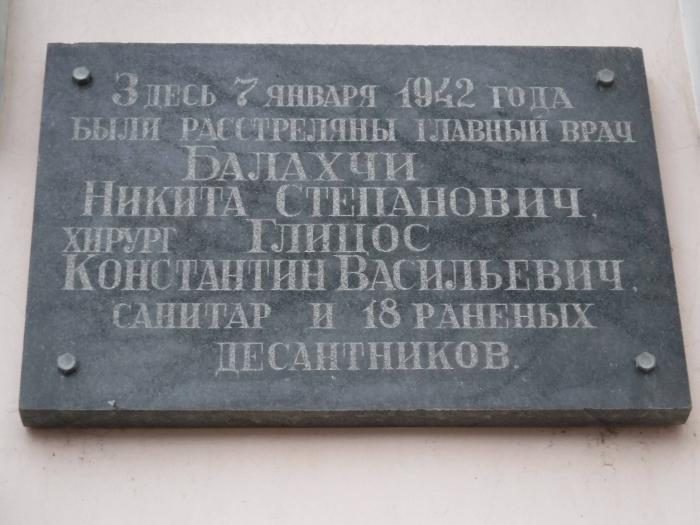 Здесь 7 января 1942 года
были расстреляны главный врач
Балахчи
Никита Степанович,
хирург Глицос
Константин Васильевич,
санитар и 18 раненых
десантников.